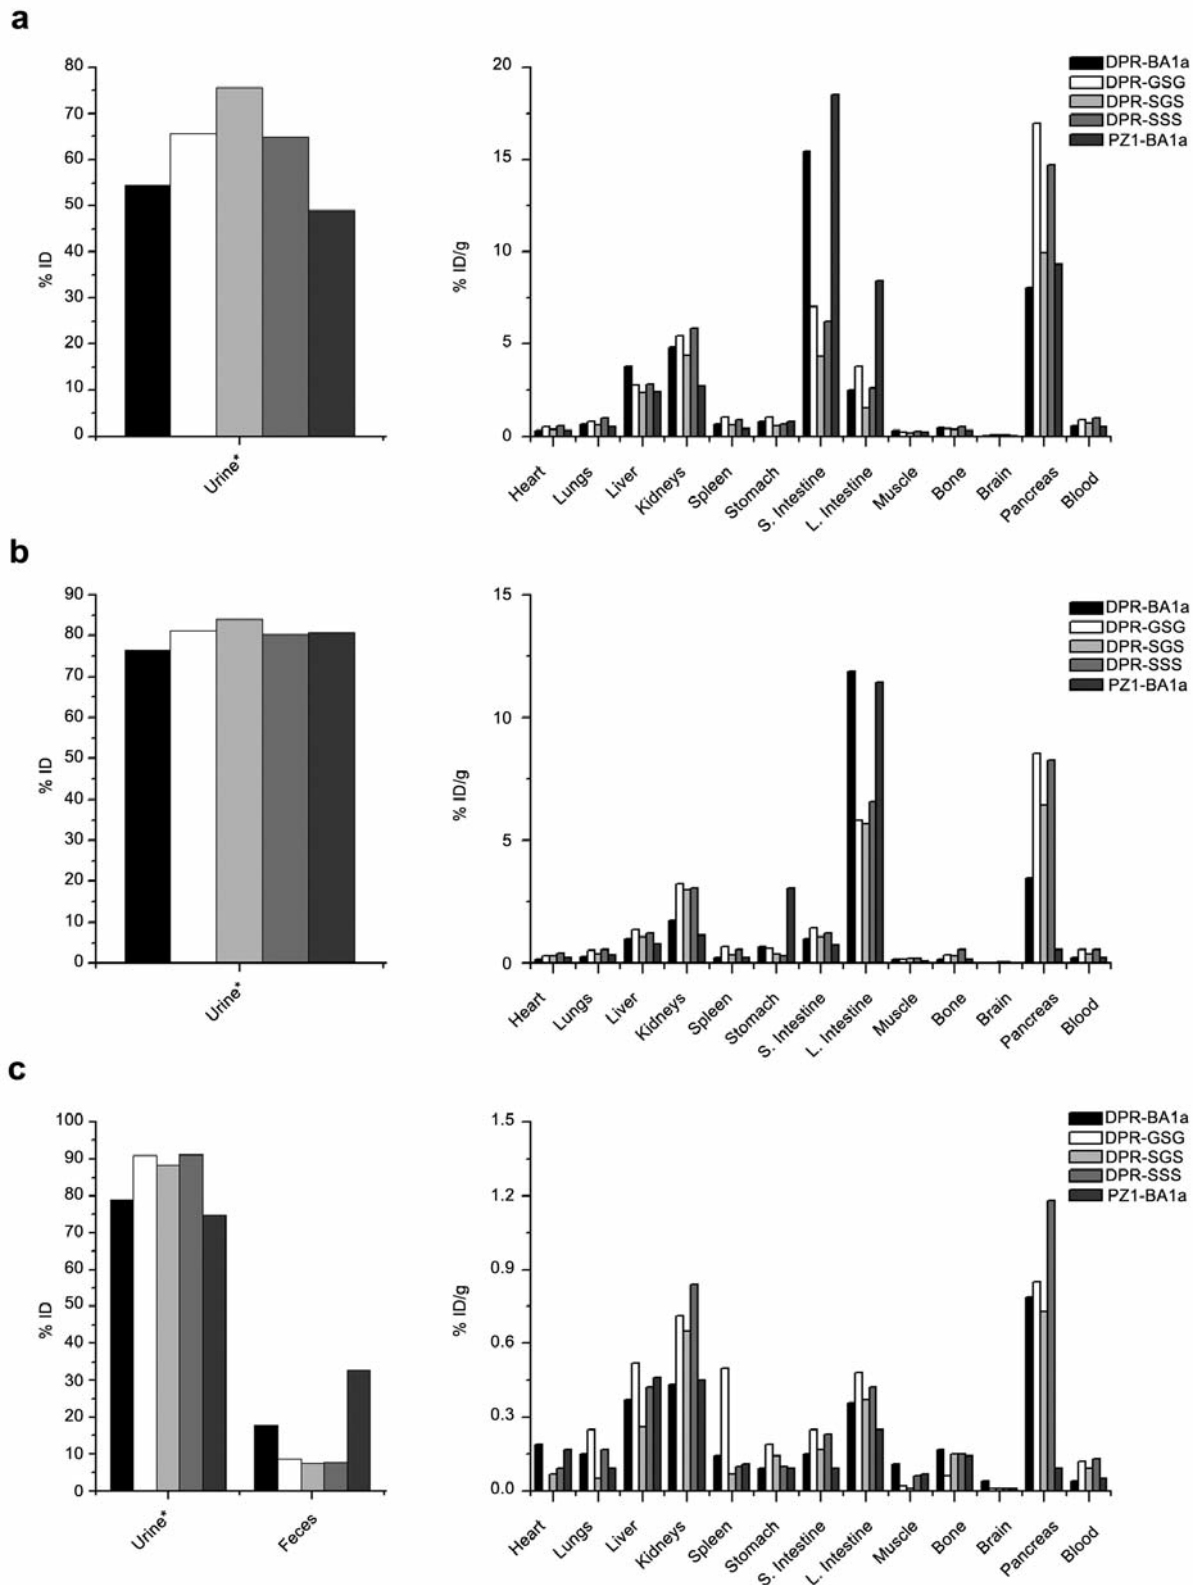 a
80
70
60
50
40
30
20
10
0
% ID
Urine*
20
15
10
5
0
% ID/g
Heart
Lungs
Liver
Kidneys
Spleen
Stomach
S. Intestine
L. Intestine
Muscle
Bone
Brain
Pancreas
Blood
DPR-BA1a
DPR-GSG
DPR-SGS
DPR-SSS
PZ1-BA1a
b
90
80
70
60
50
40
30
20
10
0
% ID
Urine*
15
10
5
0
% ID/g
Heart
Lungs
Liver
Kidneys
Spleen
Stomach
S. Intestine
L. Intestine
Muscle
Bone
Brain
Pancreas
Blood
DPR-BA1a
DPR-GSG
DPR-SGS
DPR-SSS
PZ1-BA1a
c
100
90
80
70
60
50
40
30
20
10
0
% ID
Urine*
Feces
1.5
1.2
0.9
0.6
0.3
0.0
% ID/g
Heart
Lungs
Liver
Kidneys
Spleen
Stomach
S. Intestine
L. Intestine
Muscle
Bone
Brain
Pancreas
Blood
DPR-BA1a
DPR-GSG
DPR-SGS
DPR-SSS
PZ1-BA1a